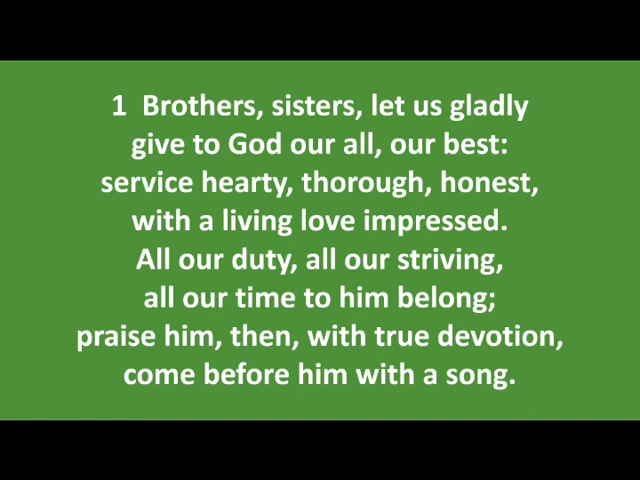 1  Brothers, sisters, let us gladly
give to God our all, our best:
service hearty, thorough, honest,
with a living love impressed.
All our duty, all our striving,
all our time to him belong;
praise him, then, with true devotion,
come before him with a song.